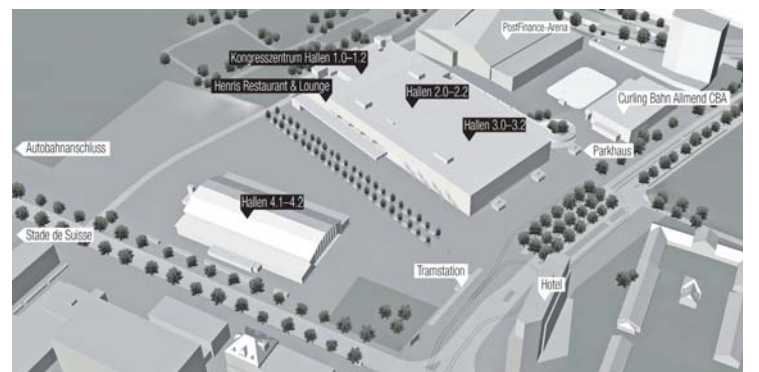 PostFinance-Arena
Kongresszentrum Hallen 1.0–1.2
Henris Restaurant & Lounge
Hallen 2.0–2.2
Curling Bahn Allmend CBA
Hallen 3.0–3.2
Autobahnanschluss
Parkhaus
Hallen 4.1–4.2
Stade de Suisse
Tramstation
Hotel